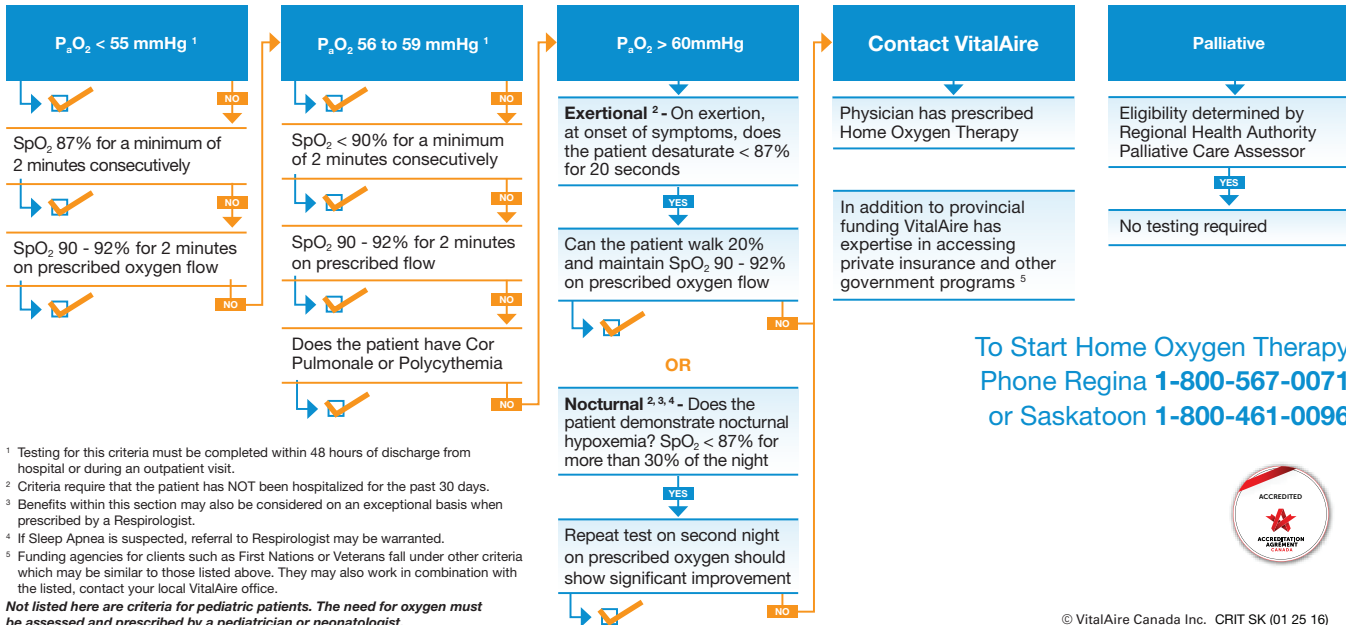 PaO2 < 55 mmHg 1
NO
SpO2 87% for a minimum of
2 minutes consecutively
NO
SpO2 90 - 92% for 2 minutes
on prescribed oxygen flow
NO
PaO2 56 to 59 mmHg 1
NO
SpO2 < 90% for a minimum
of 2 minutes consecutively
NO
SpO2 90 - 92% for 2 minutes
on prescribed flow
NO
Does the patient have Cor
Pulmonale or Polycythemia
NO
PaO2 > 60mmHg
Exertional 2 - On exertion,
at onset of symptoms, does
the patient desaturate < 87%
for 20 seconds
YES
Can the patient walk 20%
and maintain SpO2 90 - 92%
on prescribed oxygen flow
NO
OR
Nocturnal 2, 3, 4 - Does the
patient demonstrate nocturnal
hypoxemia? SpO2 < 87% for
more than 30% of the night
YES
Repeat test on second night
on prescribed oxygen should
show significant improvement
NO
Contact VitalAire
Physician has prescribed
Home Oxygen Therapy
In addition to provincial
funding VitalAire has
expertise in accessing
private insurance and other
government programs 5
Palliative
Eligibility determined by
Regional Health Authority
Palliative Care Assessor
YES
No testing required
To Start Home Oxygen Therapy
Phone Regina 1-800-567-0071
or Saskatoon 1-800-461-0096
1 Testing for this criteria must be completed within 48 hours of discharge from
hospital or during an outpatient visit.
2 Criteria require that the patient has NOT been hospitalized for the past 30 days.
3 Benefits within this section may also be considered on an exceptional basis when
prescribed by a Respirologist.
4 If Sleep Apnea is suspected, referral to Respirologist may be warranted.
5 Funding agencies for clients such as First Nations or Veterans fall under other criteria
which may be similar to those listed above. They may also work in combination with
the listed, contact your local VitalAire office.
Not listed here are criteria for pediatric patients. The need for oxygen must
be assessed and prescribed by a pediatrician or neonatologist.
ACCREDITED
ACCREDITATION
AGRÉMENT
CANADA
© VitalAire Canada Inc. CRIT SK (01 25 16)